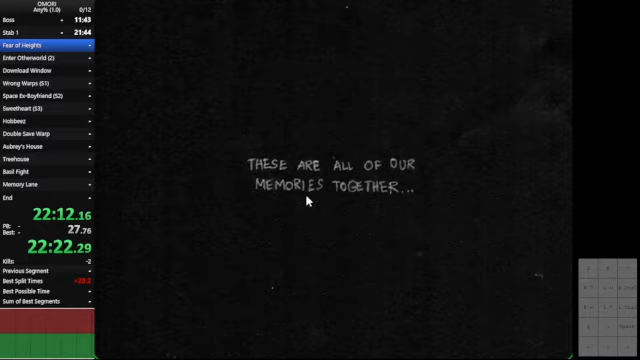 OMORI
Any% (1.0) 0/12
Boss 11:43
Stab 1 21:44
Fear of Heights -
Enter Otherworld (2) -
Download Window -
Wrong Warps (S1) -
Space Ex-Boyfriend (S2) -
Sweetheart (S3) -
Hobbeez -
Double Save Warp -
Aubrey's House -
Treehouse -
Basil Fight -
Memory Lane -
End -
22:12.16
PB: -
Best: - 27.76
22:22.29
Kills: -2
Previous Segment -
Best Split Times
Best Possible Time -
Sum of Best Segments -
THESE ARE ALL OF OUR
MEMORIES TOGETHER...